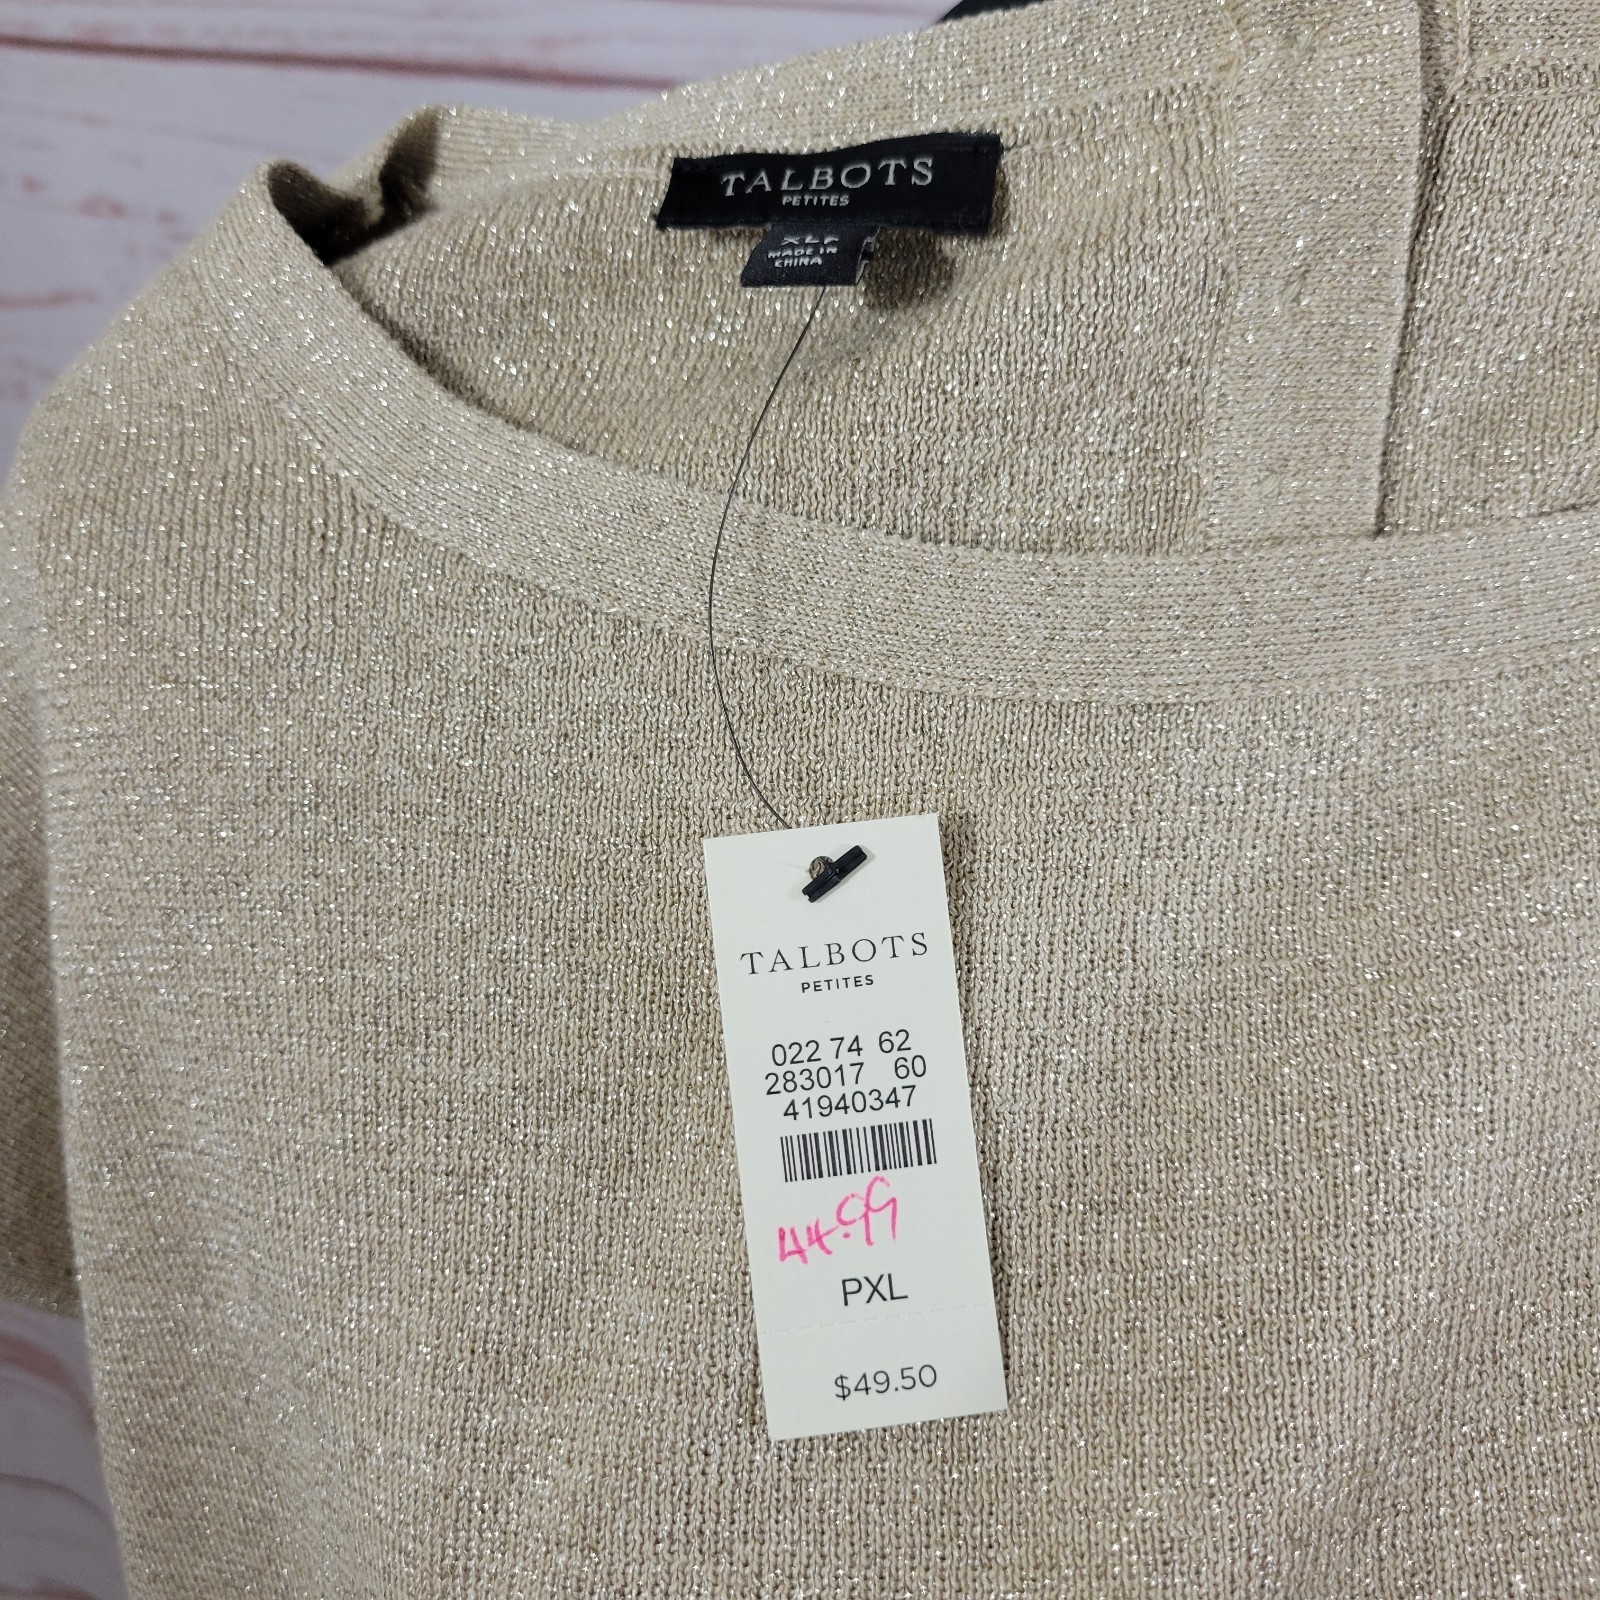 TALBOTS
PETITES
XLP
MADE IN
CHINA
TALBOTS
PETITES
022 74 62
283017 60
41940347
44.99
PXL
$49.50